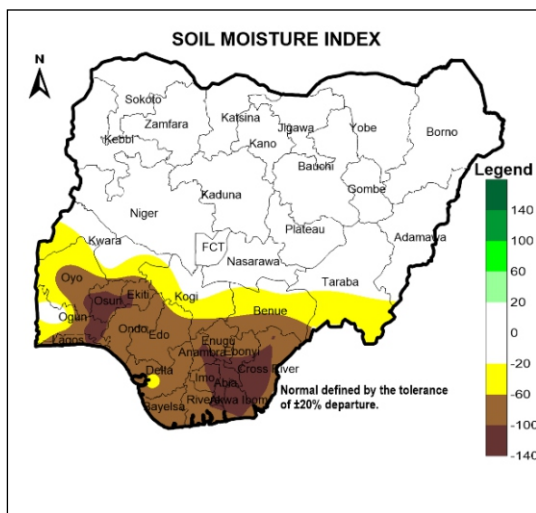 SOIL MOISTURE INDEX
N
Sokoto
Katsina
Zamfara
Jigawa
Yobe
Borno
Kebbi
Kano
Bauchi
Legend
Kaduna
Gombe
140
Niger
Plateau
Adamawa
100
Kwara
FCT
Nasarawa
60
Taraba
20
Oyo
Kogi
Benue
0
Osun
Ekiti
Ogun
Ondo
Edo
Enugu
-20
Lagos
Anambra
Ebonyi
Delta
Imo
Abia
Cross River
-60
Bayelsa
Rivers
Akwa Ibom
Normal defined by the tolerance
of ±20% departure.
-100
-140